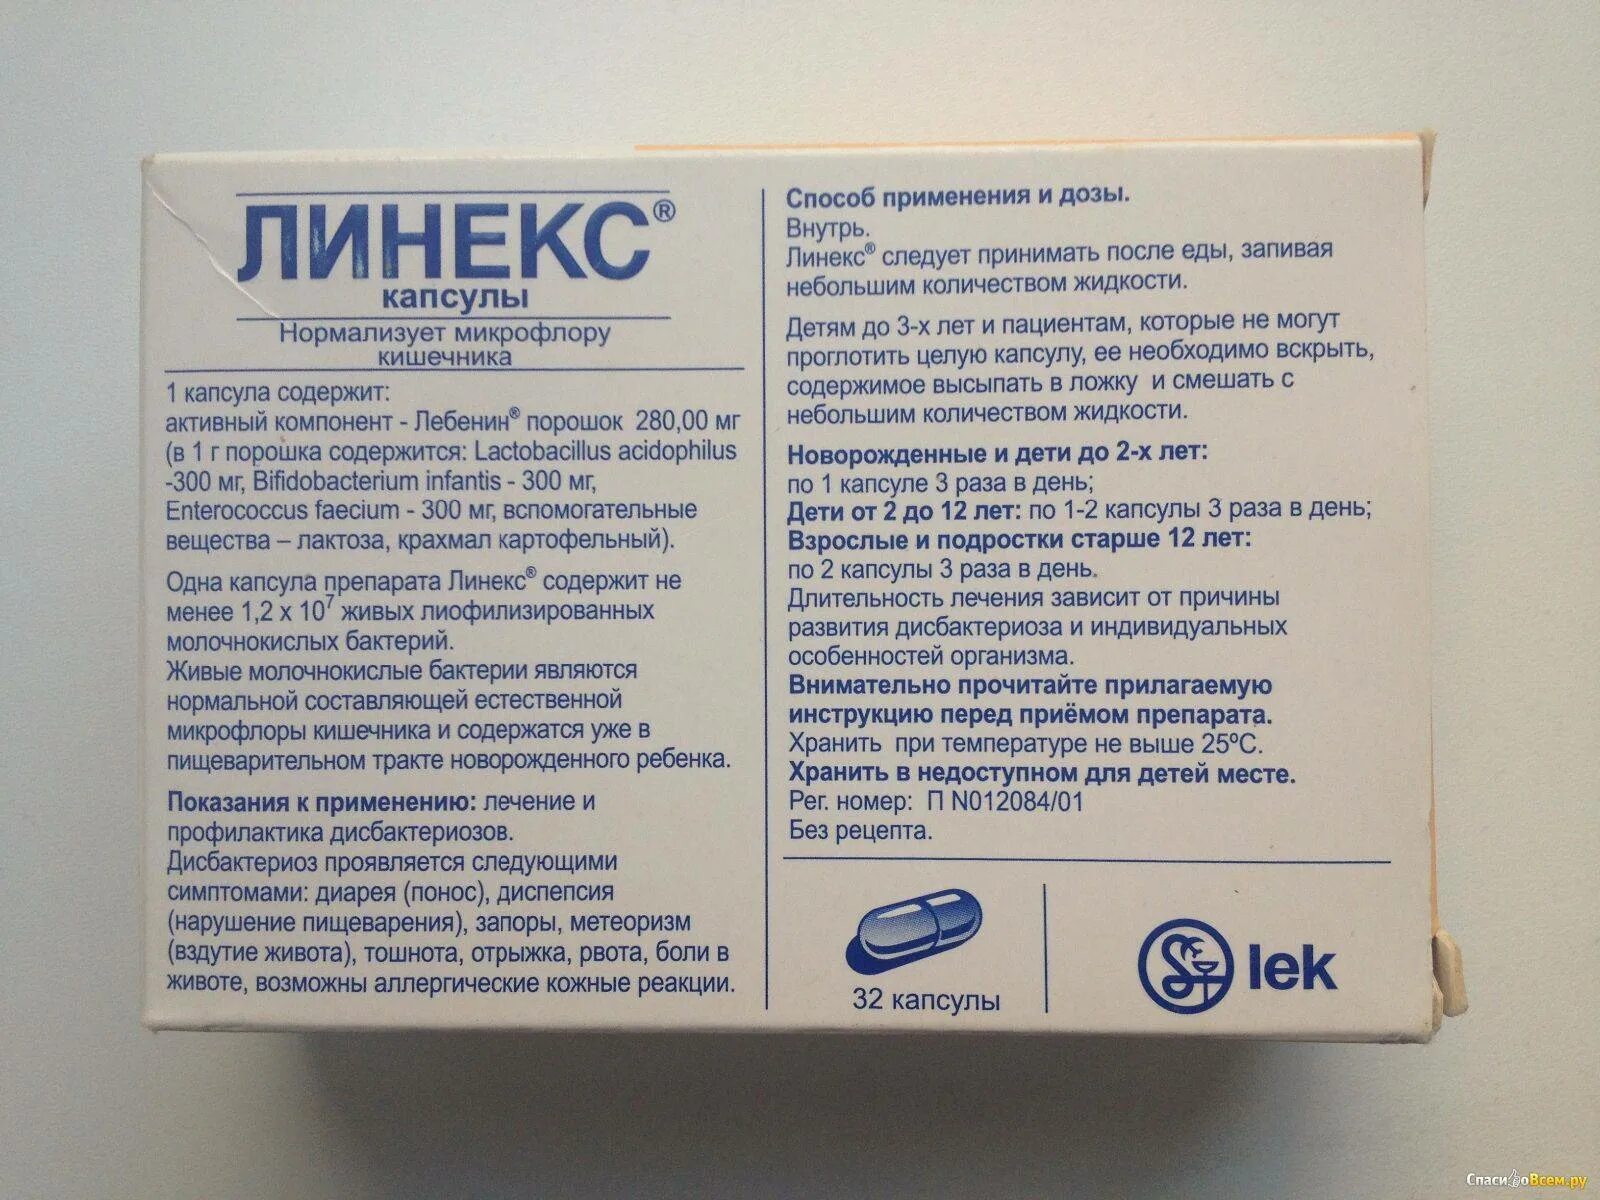 ЛИНЕКС®
капсулы
Нормализует микрофлору
кишечника
1 капсула содержит:
активный компонент - Лебенин® порошок 280,00 мг
(в 1 г порошка содержится: Lactobacillus acidophilus
-300 мг, Bifidobacterium infantis - 300 мг,
Enterococcus faecium - 300 мг, вспомогательные
вещества – лактоза, крахмал картофельный).
Одна капсула препарата Линекс® содержит не
менее 1,2 х 10⁷ живых лиофилизированных
молочнокислых бактерий.
Живые молочнокислые бактерии являются
нормальной составляющей естественной
микрофлоры кишечника и содержатся уже в
пищеварительном тракте новорожденного ребенка.
Показания к применению: лечение и
профилактика дисбактериозов.
Дисбактериоз проявляется следующими
симптомами: диарея (понос), диспепсия
(нарушение пищеварения), запоры, метеоризм
(вздутие живота), тошнота, отрыжка, рвота, боли в
животе, возможны аллергические кожные реакции.
Способ применения и дозы.
Внутрь.
Линекс® следует принимать после еды, запивая
небольшим количеством жидкости.
Детям до 3-х лет и пациентам, которые не могут
проглотить целую капсулу, ее необходимо вскрыть,
содержимое высыпать в ложку и смешать с
небольшим количеством жидкости.
Новорожденные и дети до 2-х лет:
по 1 капсуле 3 раза в день;
Дети от 2 до 12 лет: по 1-2 капсулы 3 раза в день;
Взрослые и подростки старше 12 лет:
по 2 капсулы 3 раза в день.
Длительность лечения зависит от причины
развития дисбактериоза и индивидуальных
особенностей организма.
Внимательно прочитайте прилагаемую
инструкцию перед приёмом препарата.
Хранить при температуре не выше 25ºС.
Хранить в недоступном для детей месте.
Рег. номер: П N012084/01
Без рецепта.
32 капсулы
lek
СпасибоВсем.ру